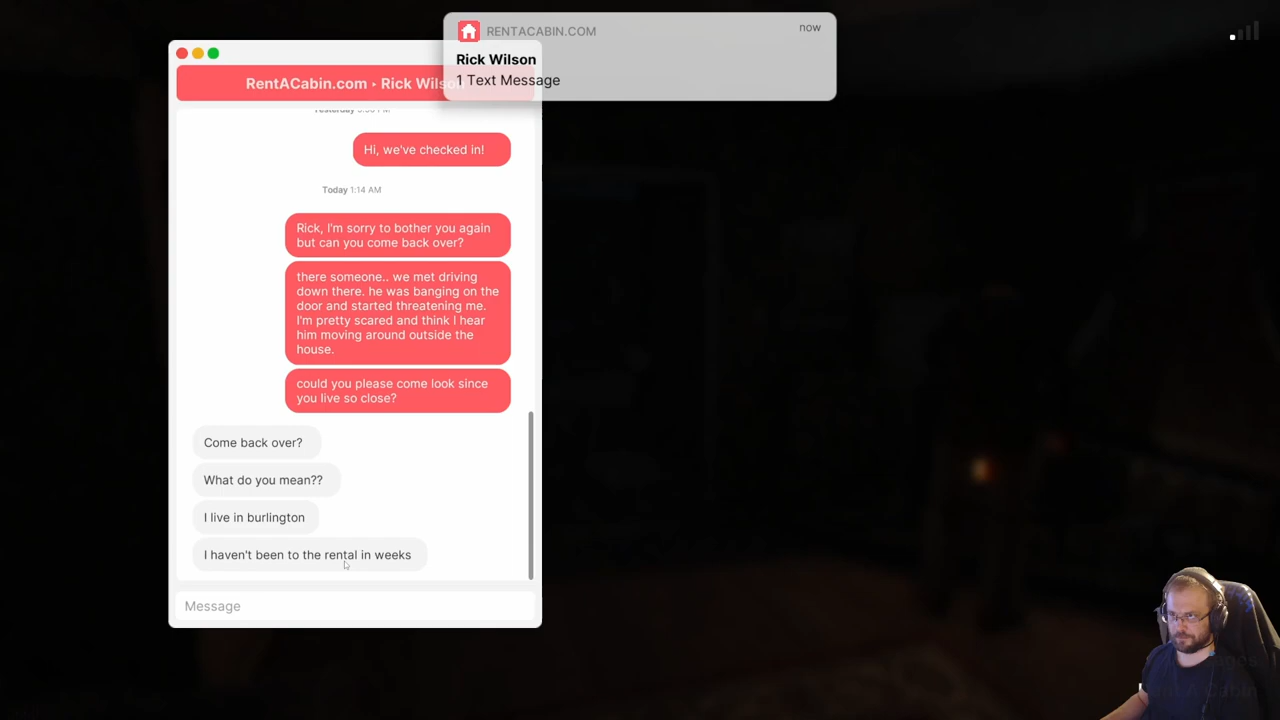 RENTACABIN.COM
now
Rick Wilson
1 Text Message
RentACabin.com ▸ Rick Wilson
Yesterday
Hi, we've checked in!
Today 1:14 AM
Rick, I'm sorry to bother you again
but can you come back over?
there someone.. we met driving
down there. he was banging on the
door and started threatening me.
I'm pretty scared and think I hear
him moving around outside the
house.
could you please come look since
you live so close?
Come back over?
What do you mean??
I live in burlington
I haven't been to the rental in weeks
Message